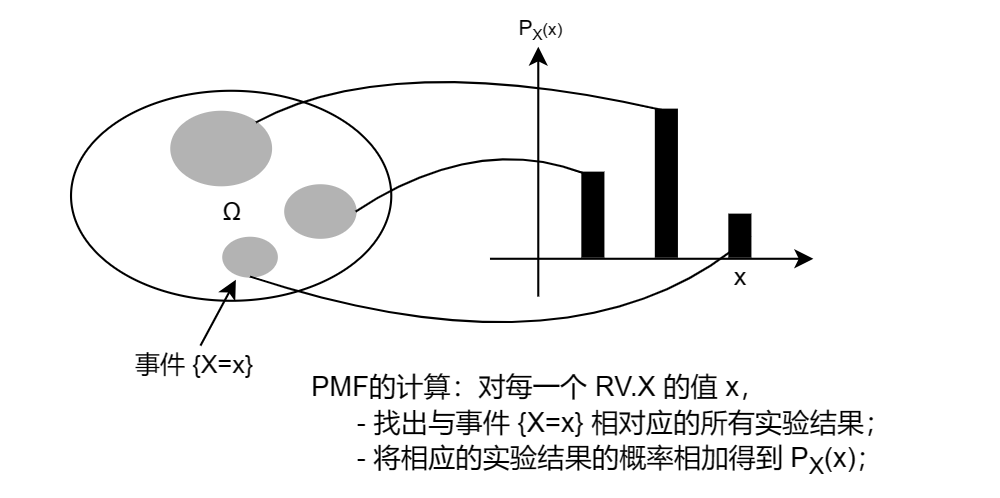 P_X(x)
Ω
x
事件 {X=x}
PMF的计算：对每一个 RV.X 的值 x，
- 找出与事件 {X=x} 相对应的所有实验结果；
- 将相应的实验结果的概率相加得到 P_X(x)；